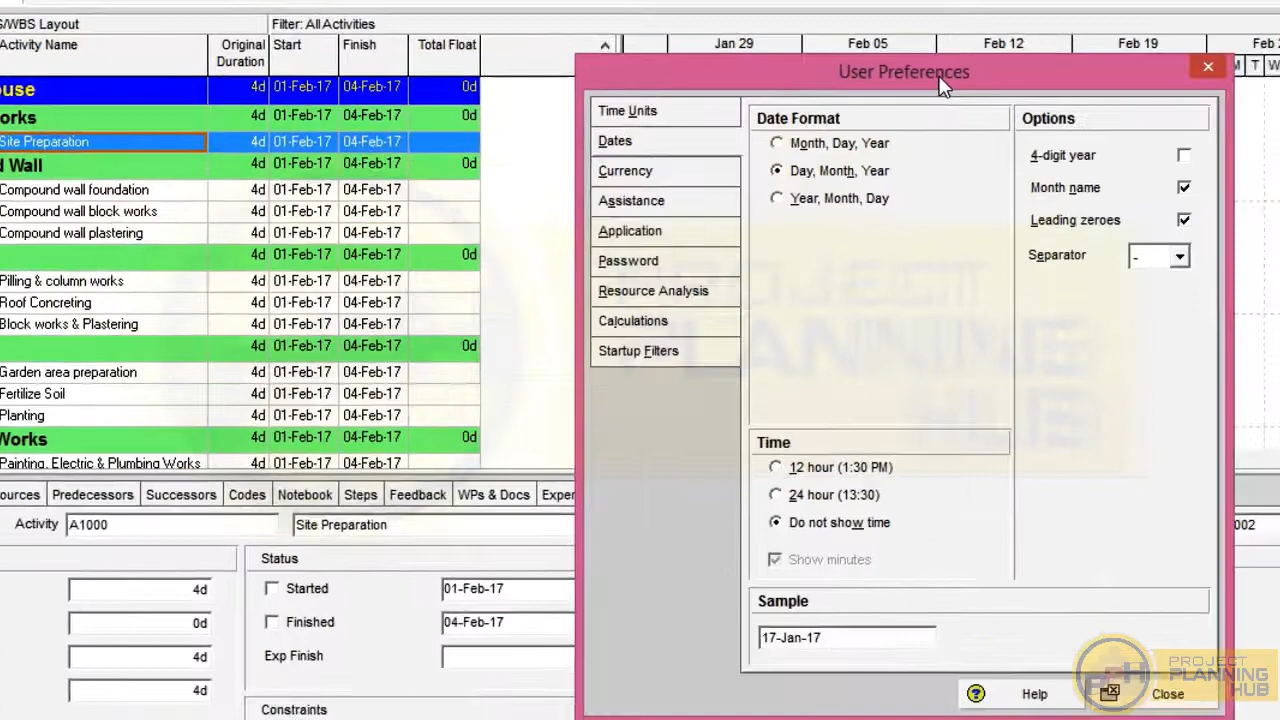 S/WBS Layout
Filter: All Activities
Activity Name
Original Duration
Start
Finish
Total Float
Jan 29
Feb 05
Feb 12
Feb 19
Feb 2
M T W
ouse 4d 01-Feb-17 04-Feb-17 0d
orks 4d 01-Feb-17 04-Feb-17 0d
Site Preparation 4d 01-Feb-17 04-Feb-17
d Wall 4d 01-Feb-17 04-Feb-17 0d
Compound wall foundation 4d 01-Feb-17 04-Feb-17
Compound wall block works 4d 01-Feb-17 04-Feb-17
Compound wall plastering 4d 01-Feb-17 04-Feb-17
4d 01-Feb-17 04-Feb-17 0d
Pilling & column works 4d 01-Feb-17 04-Feb-17
Roof Concreting 4d 01-Feb-17 04-Feb-17
Block works & Plastering 4d 01-Feb-17 04-Feb-17
4d 01-Feb-17 04-Feb-17 0d
Garden area preparation 4d 01-Feb-17 04-Feb-17
Fertilize Soil 4d 01-Feb-17 04-Feb-17
Planting 4d 01-Feb-17 04-Feb-17
Works 4d 01-Feb-17 04-Feb-17 0d
Painting, Electric & Plumbing Works 4d 01-Feb-17 04-Feb-17
ources Predecessors Successors Codes Notebook Steps Feedback WPs & Docs Exper
Activity A1000 Site Preparation
002
Status
4d
Started 01-Feb-17
0d
Finished 04-Feb-17
4d
Exp Finish
4d
Constraints
User Preferences
Time Units
Dates
Currency
Assistance
Application
Password
Resource Analysis
Calculations
Startup Filters
Date Format
Month, Day, Year
Day, Month, Year
Year, Month, Day
Options
4-digit year
Month name
Leading zeroes
Separator -
Time
12 hour (1:30 PM)
24 hour (13:30)
Do not show time
Show minutes
Sample
17-Jan-17
Help
Close
PROJECT
PLANNING
HUB
PROJECT
PLANNING
HUB